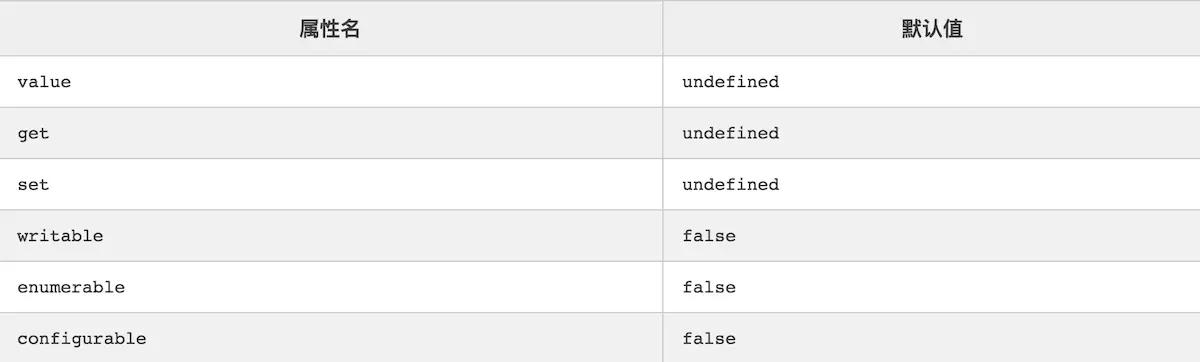 属性名 默认值
value undefined
get undefined
set undefined
writable false
enumerable false
configurable false